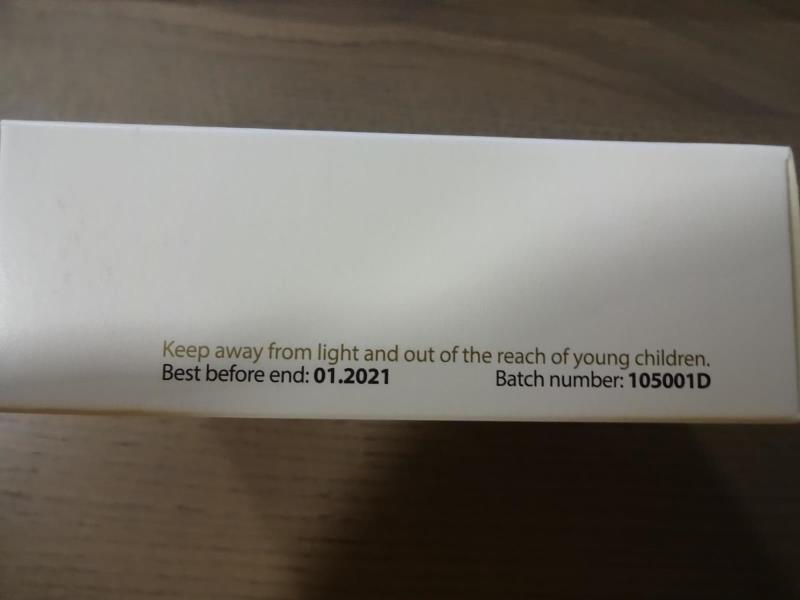 Keep away from light and out of the reach of young children.
Best before end: 01.2021 Batch number: 105001D